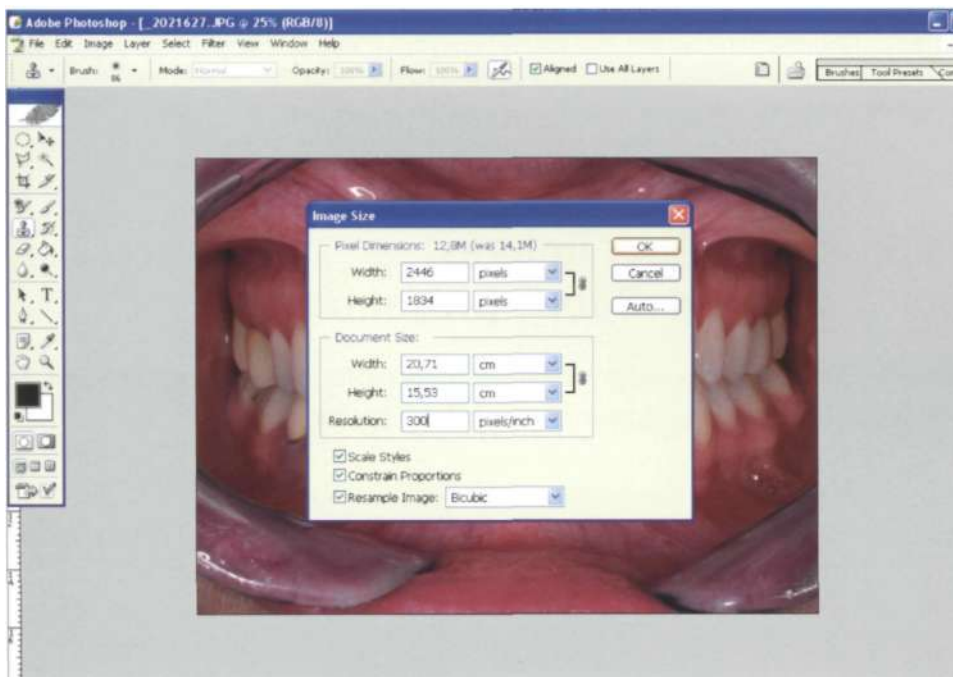 Adobe Photoshop - [_2021627.JPG @ 25% (RGB/8)]
File Edit Image Layer Select Filter View Window Help
Brush: Mode: Normal Opacity: 100% Flow: 100% Aligned Use All Layers Brushes Tool Presets
Image Size
Pixel Dimensions: 12,8M (was 14,1M) OK
Width: 2446 pixels Cancel
Height: 1834 pixels Auto...
Document Size:
Width: 20,71 cm
Height: 15,53 cm
Resolution: 300 pixels/inch
Scale Styles
Constrain Proportions
Resample Image: Bicubic